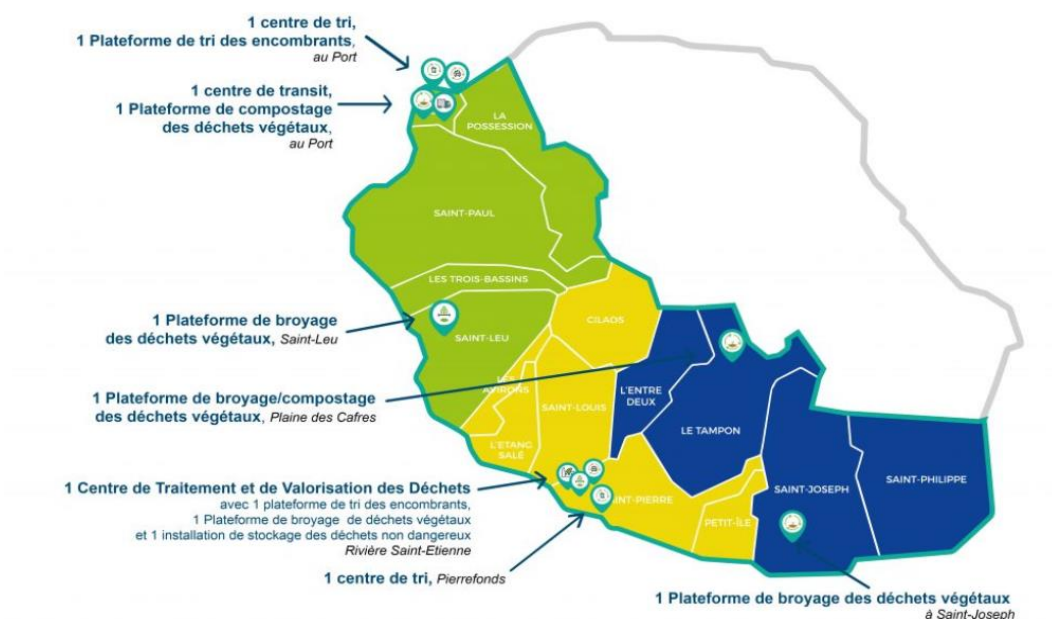 1 centre de tri,
1 Plateforme de tri des encombrants,
au Port
1 centre de transit,
1 Plateforme de compostage
des déchets végétaux,
au Port
LA
POSSESSION
SAINT-PAUL
LES TROIS-BASSINS
CILAOS
1 Plateforme de broyage
des déchets végétaux, Saint-Leu
SAINT-LEU
LES
AVIRONS
SAINT-LOUIS
L'ENTRE
DEUX
1 Plateforme de broyage/compostage
des déchets végétaux, Plaine des Cafres
LE TAMPON
L'ETANG
SALÉ
SAINT-JOSEPH
SAINT-PHILIPPE
1 Centre de Traitement et de Valorisation des Déchets
avec 1 plateforme de tri des encombrants,
1 Plateforme de broyage de déchets végétaux
et 1 installation de stockage des déchets non dangereux
Rivière Saint-Etienne
INT-PIERRE
PETIT-ÎLE
1 centre de tri, Pierrefonds
1 Plateforme de broyage des déchets végétaux
à Saint-Joseph